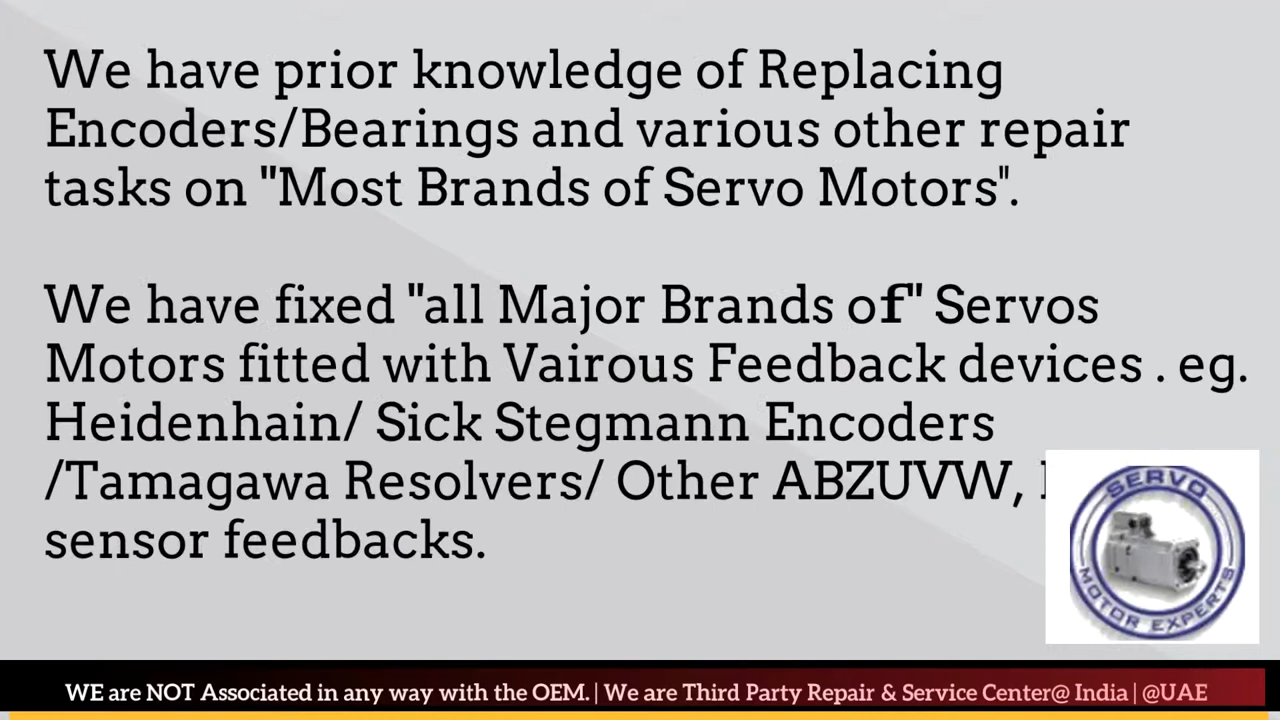 We have prior knowledge of Replacing
Encoders/Bearings and various other repair
tasks on "Most Brands of Servo Motors".
We have fixed "all Major Brands of" Servos
Motors fitted with Vairous Feedback devices . eg.
Heidenhain/ Sick Stegmann Encoders
/Tamagawa Resolvers/ Other ABZUVW,
sensor feedbacks.
SERVO
MOTOR EXPERTS
WE are NOT Associated in any way with the OEM. | We are Third Party Repair & Service Center@ India | @UAE